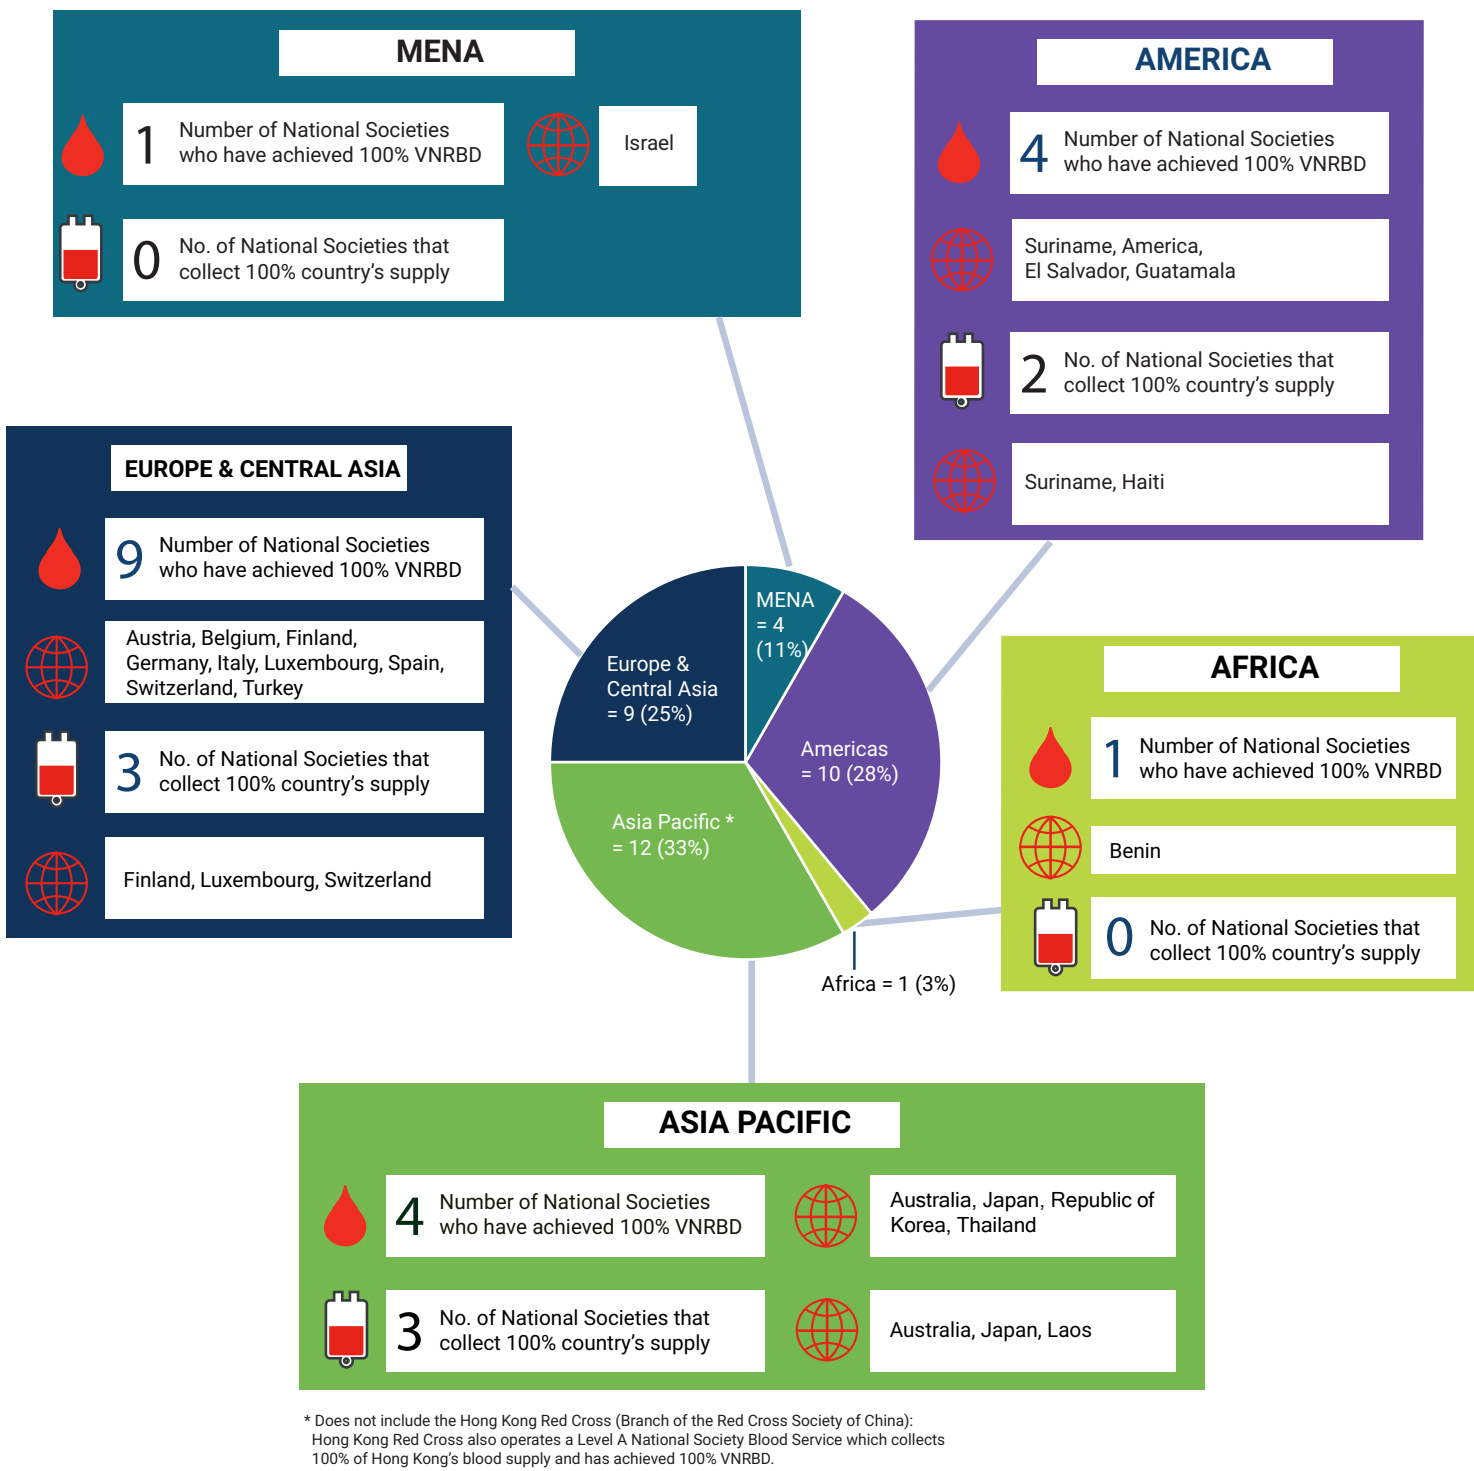 MENA
1
Number of National Societies
who have achieved 100% VNRBD
Israel
0
No. of National Societies that
collect 100% country's supply
AMERICA
4
Number of National Societies
who have achieved 100% VNRBD
Suriname, America,
El Salvador, Guatamala
2
No. of National Societies that
collect 100% country's supply
Suriname, Haiti
EUROPE & CENTRAL ASIA
9
Number of National Societies
who have achieved 100% VNRBD
Austria, Belgium, Finland,
Germany, Italy, Luxembourg, Spain,
Switzerland, Turkey
3
No. of National Societies that
collect 100% country's supply
Finland, Luxembourg, Switzerland
MENA
= 4
(11%)
Europe &
Central Asia
= 9 (25%)
Americas
= 10 (28%)
Asia Pacific *
= 12 (33%)
Africa = 1 (3%)
AFRICA
1
Number of National Societies
who have achieved 100% VNRBD
Benin
0
No. of National Societies that
collect 100% country's supply
ASIA PACIFIC
4
Number of National Societies
who have achieved 100% VNRBD
Australia, Japan, Republic of
Korea, Thailand
3
No. of National Societies that
collect 100% country's supply
Australia, Japan, Laos
* Does not include the Hong Kong Red Cross (Branch of the Red Cross Society of China):
Hong Kong Red Cross also operates a Level A National Society Blood Service which collects
100% of Hong Kong's blood supply and has achieved 100% VNRBD.